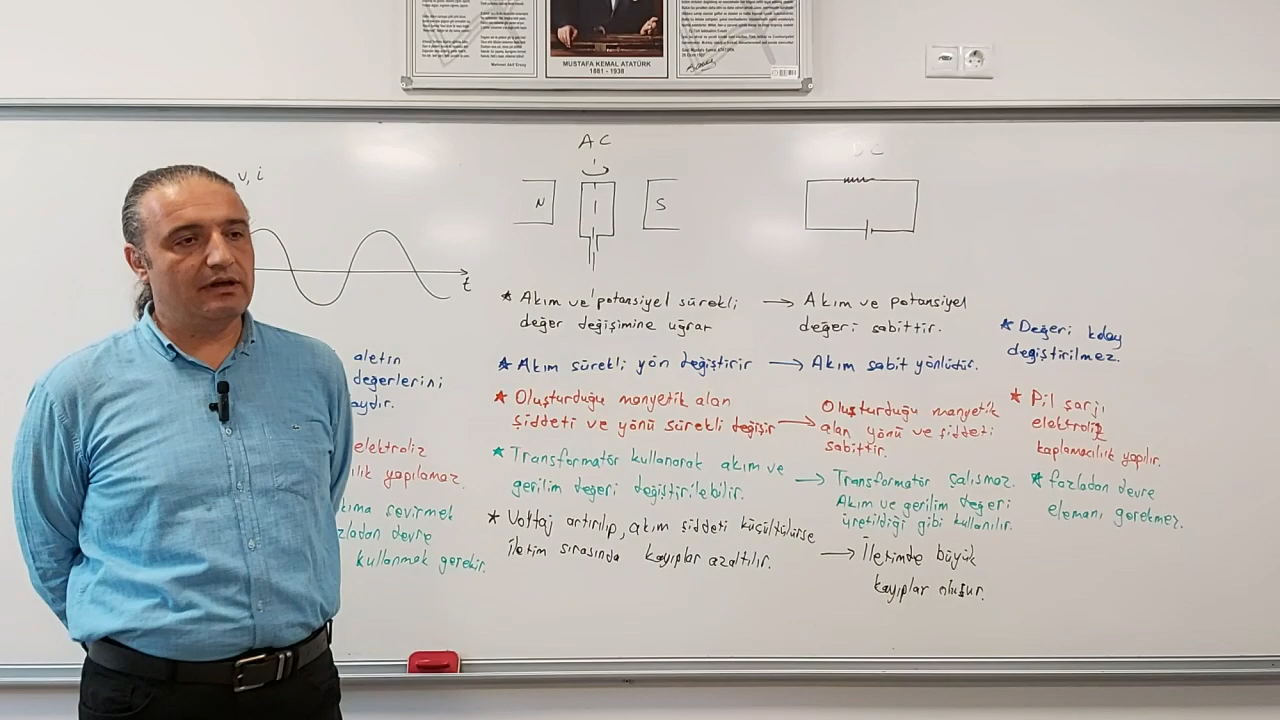 MUSTAFA KEMAL ATATÜRK
1881 - 1938
Mehmet Akif Ersoy
v, i
t
AC
N
S
aletin
değerlerini
elektroliz
yapılamaz.
çevirmek
devre
kullanmak gerekir.
* Akım ve potansiyel sürekli
değer değişimine uğrar
* Akım sürekli yön değiştirir
* Oluşturduğu manyetik alan
şiddeti ve yönü sürekli değişir
* Transformatör kullanarak akım ve
gerilim değeri değiştirilebilir.
* Voltaj artırılıp, akım şiddeti küçültülürse
iletim sırasında kayıplar azaltılır.
→ Akım ve potansiyel
değeri sabittir.
→ Akım sabit yönlüdür.
→ Oluşturduğu manyetik
alan yönü ve şiddeti
sabittir.
→ Transformatör çalışmaz.
Akım ve gerilim değeri
üretildiği gibi kullanılır.
→ İletimde büyük
kayıplar oluşur.
* Değeri kolay
değiştirilmez.
* Pil şarjı
elektroliz
kaplamacılık yapılır.
* fazladan devre
elemanı gerekmez.